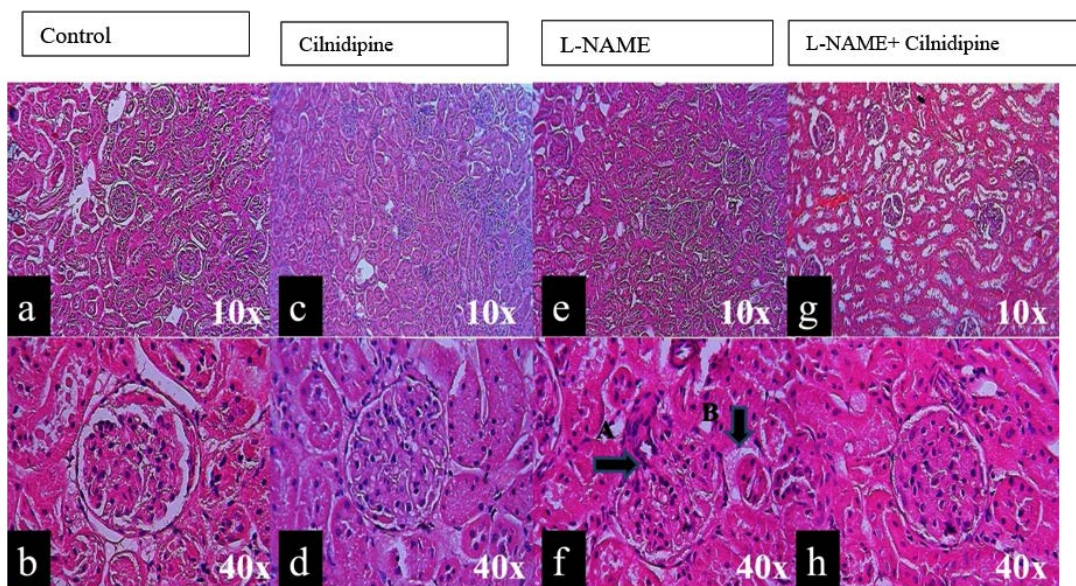 Control
Cilnidipine
L-NAME
L-NAME+ Cilnidipine
a
10x
c
10x
e
10x
g
10x
b
40x
d
40x
A
B
f
40x
h
40x